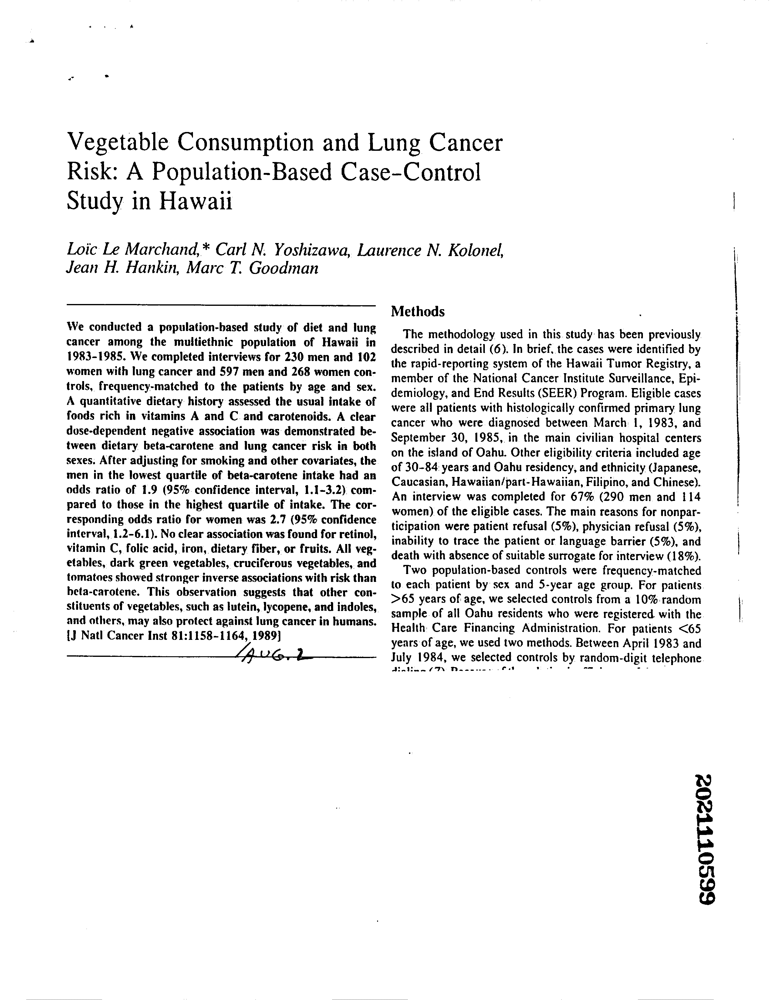 Vegetable Consumption and Lung Cancer
Risk: A Population-Based Case-Control
Study in Hawaii
Loïc Le Marchand,* Carl N. Yoshizawa, Laurence N. Kolonel,
Jean H. Hankin, Marc T. Goodman
We conducted a population-based study of diet and lung
cancer among the multiethnic population of Hawaii in
1983-1985. We completed interviews for 230 men and 102
women with lung cancer and 597 men and 268 women con-
trols, frequency-matched to the patients by age and sex.
A quantitative dietary history assessed the usual intake of
foods rich in vitamins A and C and carotenoids. A clear
dose-dependent negative association was demonstrated be-
tween dietary beta-carotene and lung cancer risk in both
sexes. After adjusting for smoking and other covariates, the
men in the lowest quartile of beta-carotene intake had an
odds ratio of 1.9 (95% confidence interval, 1.1-3.2) com-
pared to those in the highest quartile of intake. The cor-
responding odds ratio for women was 2.7 (95% confidence
interval, 1.2-6.1). No clear association was found for retinol,
vitamin C, folic acid, iron, dietary fiber, or fruits. All veg-
etables, dark green vegetables, cruciferous vegetables, and
tomatoes showed stronger inverse associations with risk than
beta-carotene. This observation suggests that other con-
stituents of vegetables, such as lutein, lycopene, and indoles,
and others, may also protect against lung cancer in humans.
[J Natl Cancer Inst 81:1158-1164, 1989]
AUG. 2
Methods
The methodology used in this study has been previously
described in detail (6). In brief, the cases were identified by
the rapid-reporting system of the Hawaii Tumor Registry, a
member of the National Cancer Institute Surveillance, Epi-
demiology, and End Results (SEER) Program. Eligible cases
were all patients with histologically confirmed primary lung
cancer who were diagnosed between March 1, 1983, and
September 30, 1985, in the main civilian hospital centers
on the island of Oahu. Other eligibility criteria included age
of 30-84 years and Oahu residency, and ethnicity (Japanese,
Caucasian, Hawaiian/part-Hawaiian, Filipino, and Chinese).
An interview was completed for 67% (290 men and 114
women) of the eligible cases. The main reasons for nonpar-
ticipation were patient refusal (5%), physician refusal (5%),
inability to trace the patient or language barrier (5%), and
death with absence of suitable surrogate for interview (18%).
Two population-based controls were frequency-matched
to each patient by sex and 5-year age group. For patients
>65 years of age, we selected controls from a 10% random
sample of all Oahu residents who were registered with the
Health Care Financing Administration. For patients <65
years of age, we used two methods. Between April 1983 and
July 1984, we selected controls by random-digit telephone
2021110599